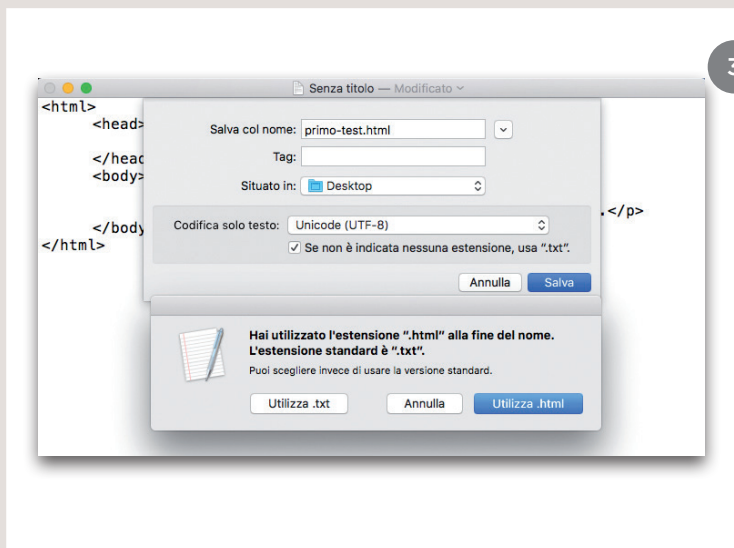 3
Senza titolo — Modificato
<html>
<head>
Salva col nome: primo-test.html
Tag:
</head
<body>
Situato in: Desktop
.</p>
</body
Codifica solo testo: Unicode (UTF-8)
</html>
Se non è indicata nessuna estensione, usa “.txt”.
Annulla Salva
Hai utilizzato l'estensione “.html” alla fine del nome.
L'estensione standard è “.txt”.
Puoi scegliere invece di usare la versione standard.
Utilizza .txt Annulla Utilizza .html